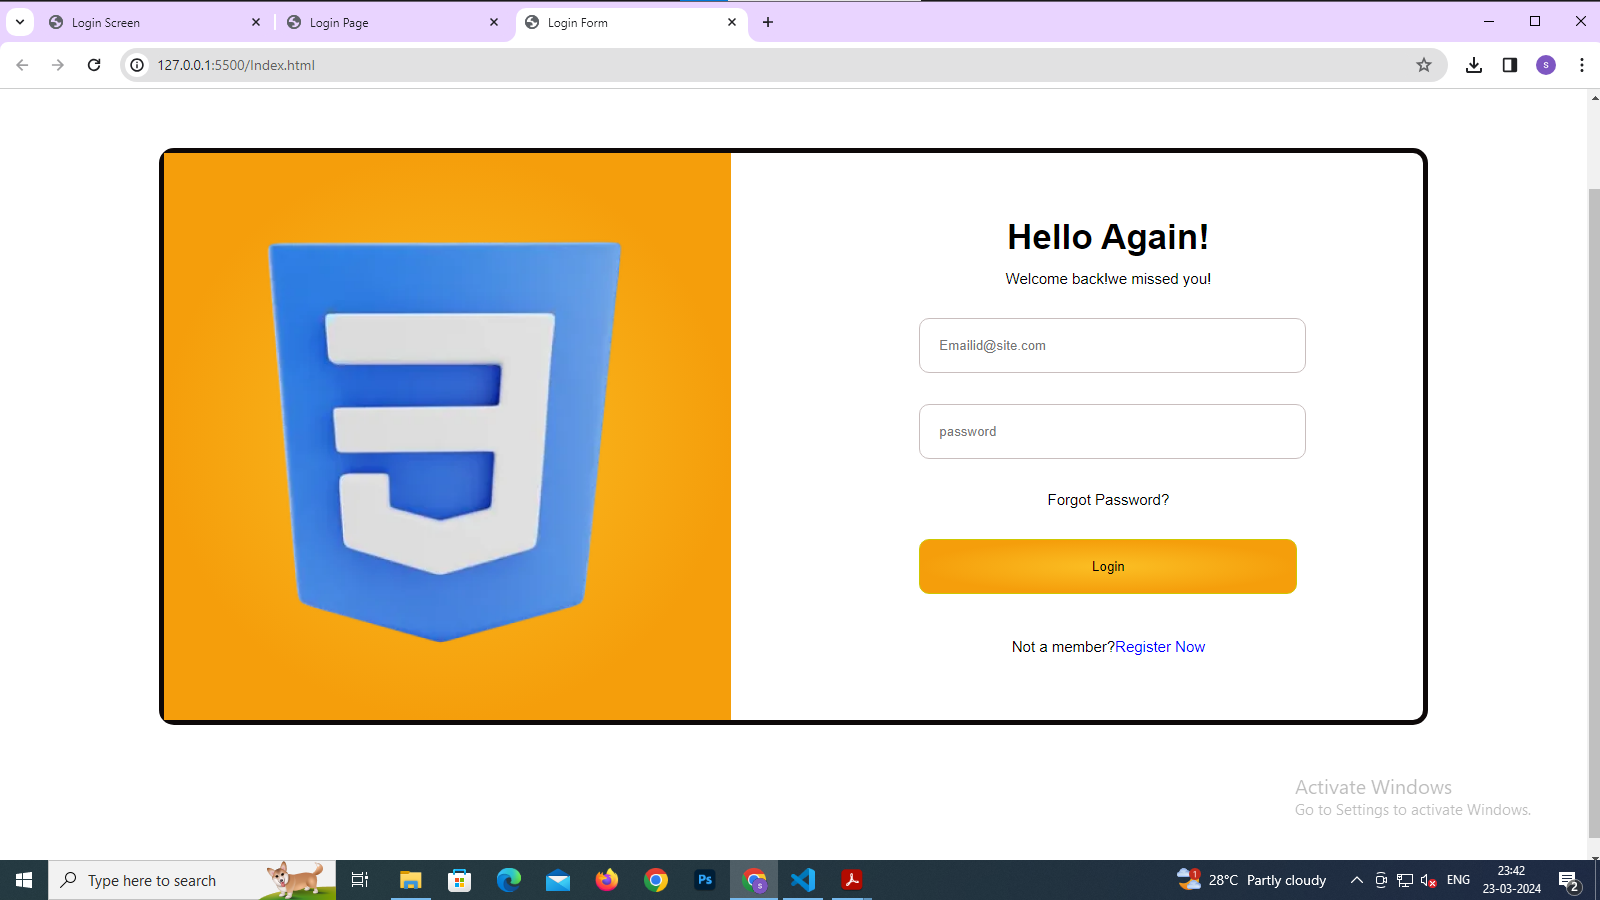 Login Screen
Login Page
Login Form
127.0.0.1:5500/Index.html
S
Hello Again!
Welcome back!we missed you!
Emailid@site.com
password
Forgot Password?
Login
Not a member?Register Now
Activate Windows
Go to Settings to activate Windows.
Type here to search
Ps
S
1
28°C Partly cloudy
ENG
23:42
23-03-2024
2